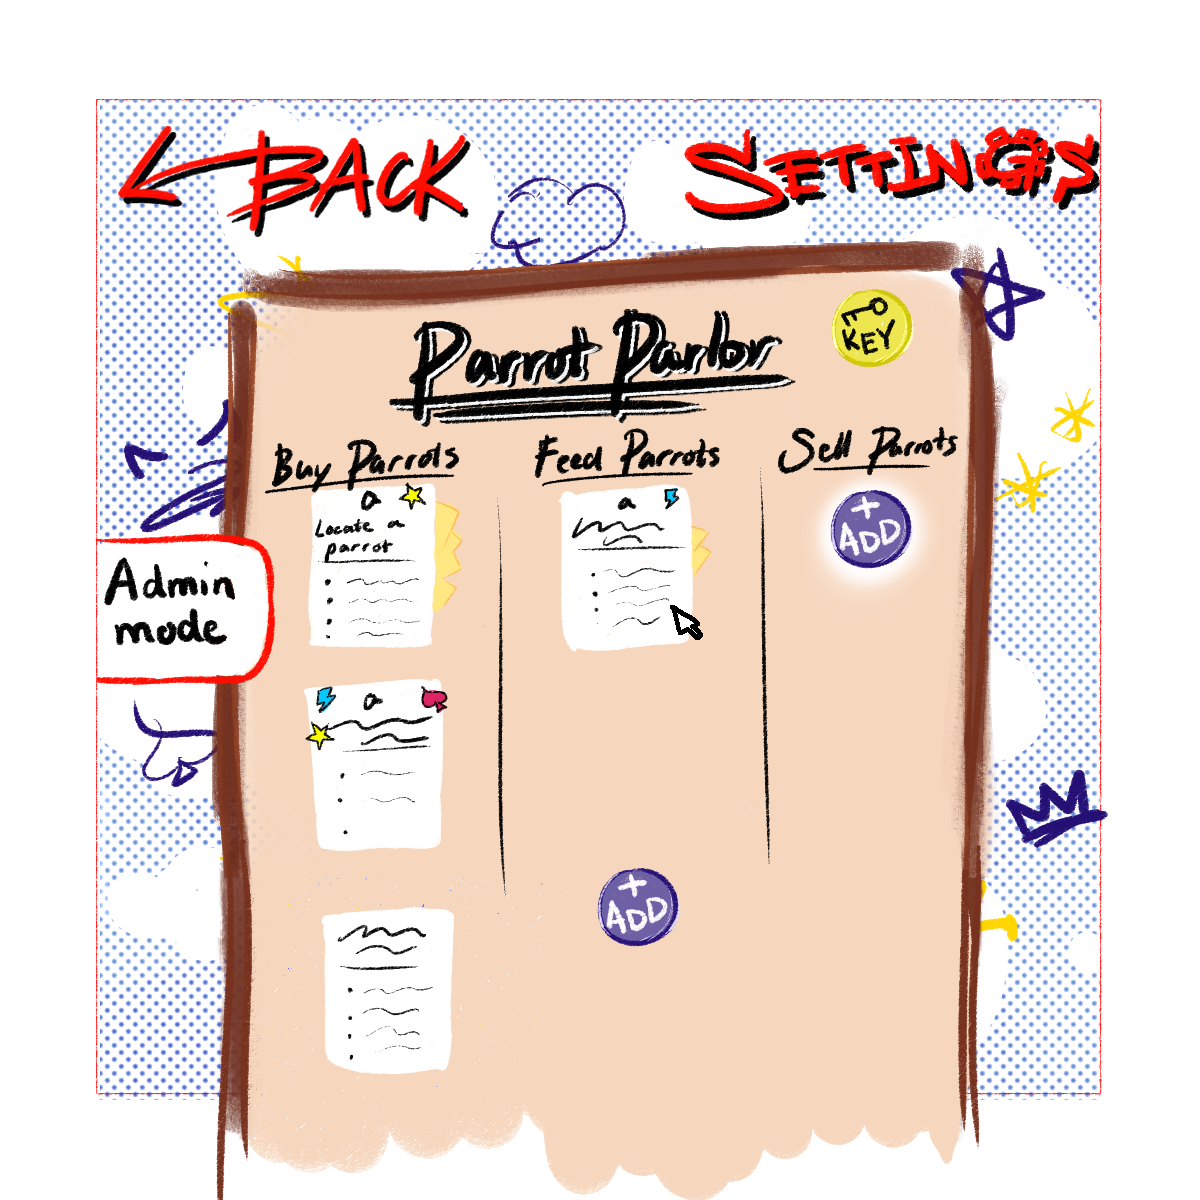 BACK
SETTINGS
Parrot Parlor
KEY
Buy Parrots
Feed Parrots
Sell Parrots
a
Locate a
parrot
a
+
ADD
Admin
mode
a
+
ADD